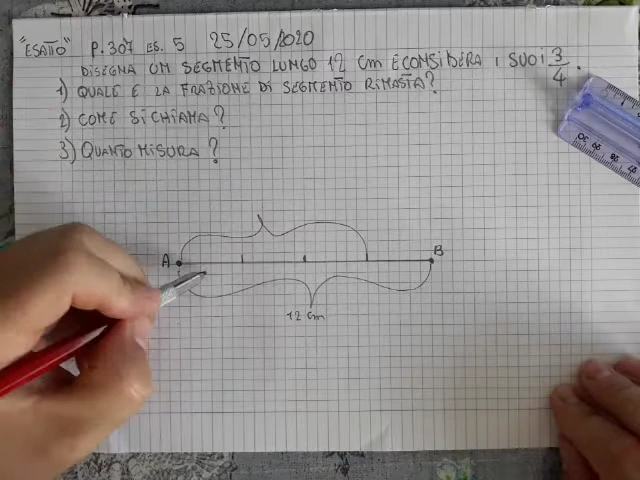 "ESATTO" P. 307 ES. 5 25/05/2020
DISEGNA UN SEGMENTO LUNGO 12 cm E CONSIDERA I SUOI 3/4.
1) QUALE È LA FRAZIONE DI SEGMENTO RIMASTA?
2) COME SI CHIAMA?
3) QUANTO MISURA?
A B
12 cm